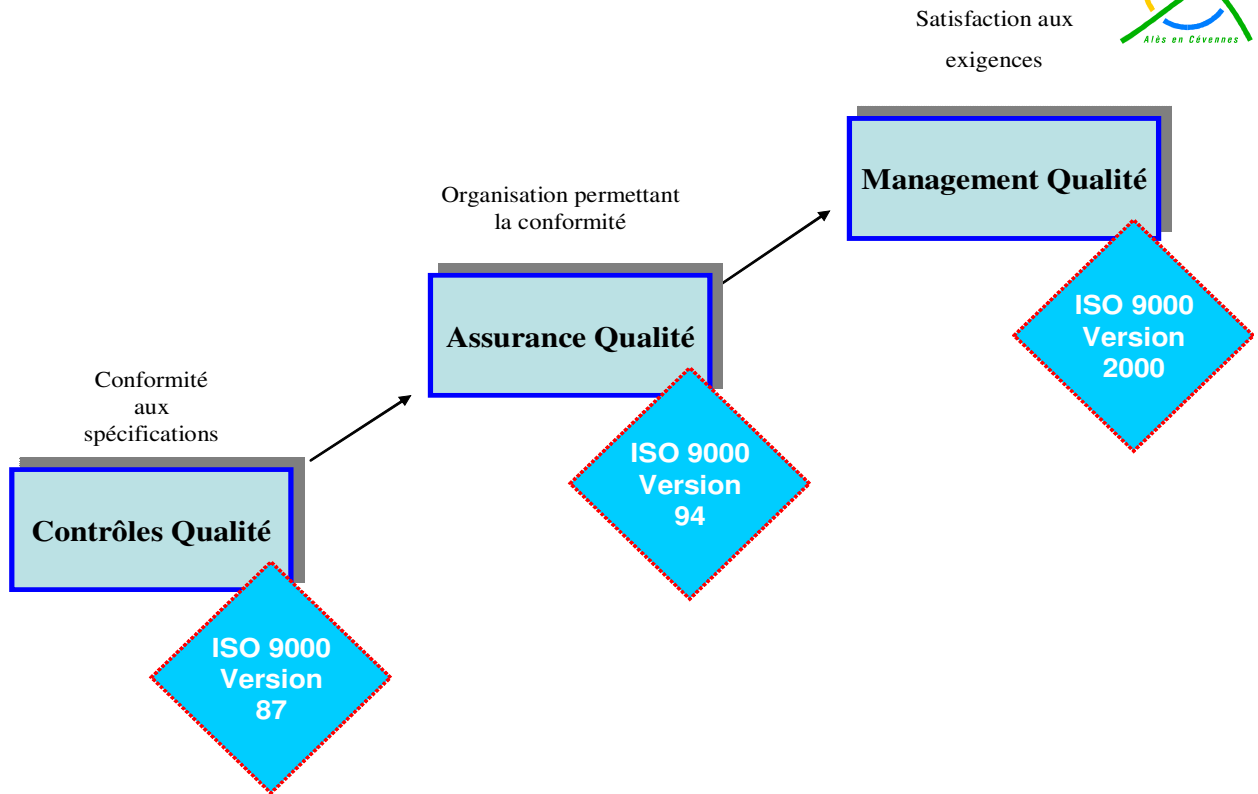 Satisfaction aux
exigences
Alès en Cévennes
Management Qualité
ISO 9000
Version
2000
Organisation permettant
la conformité
Assurance Qualité
ISO 9000
Version
94
Conformité
aux
spécifications
Contrôles Qualité
ISO 9000
Version
87